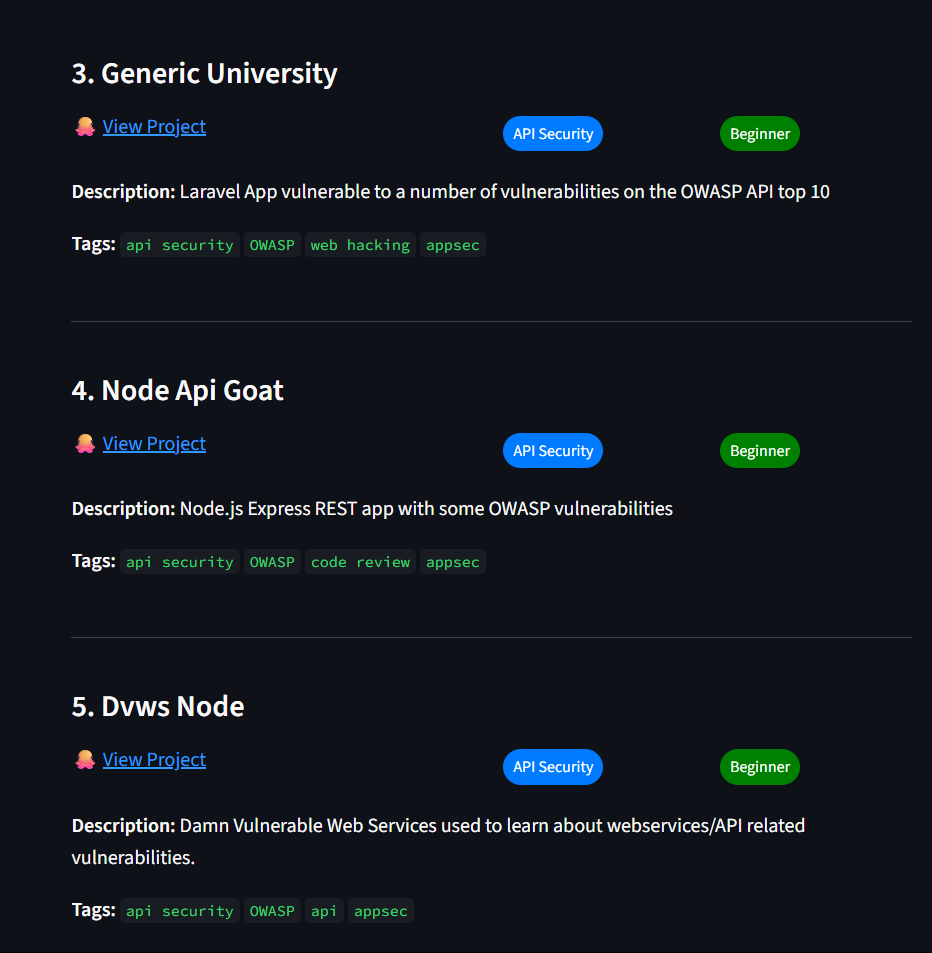 3. Generic University
View Project
API Security
Beginner
Description: Laravel App vulnerable to a number of vulnerabilities on the OWASP API top 10
Tags: api security OWASP web hacking appsec
4. Node Api Goat
View Project
API Security
Beginner
Description: Node.js Express REST app with some OWASP vulnerabilities
Tags: api security OWASP code review appsec
5. Dvws Node
View Project
API Security
Beginner
Description: Damn Vulnerable Web Services used to learn about webservices/API related
vulnerabilities.
Tags: api security OWASP api appsec